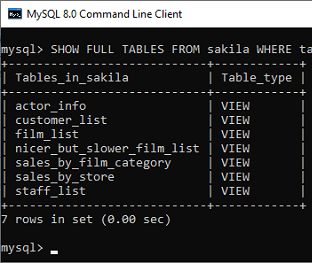 MySQL 8.0 Command Line Client
mysql> SHOW FULL TABLES FROM sakila WHERE ta
+----------------------------+------------+
| Tables_in_sakila | Table_type |
+----------------------------+------------+
| actor_info | VIEW |
| customer_list | VIEW |
| film_list | VIEW |
| nicer_but_slower_film_list | VIEW |
| sales_by_film_category | VIEW |
| sales_by_store | VIEW |
| staff_list | VIEW |
+----------------------------+------------+
7 rows in set (0.00 sec)
mysql> _